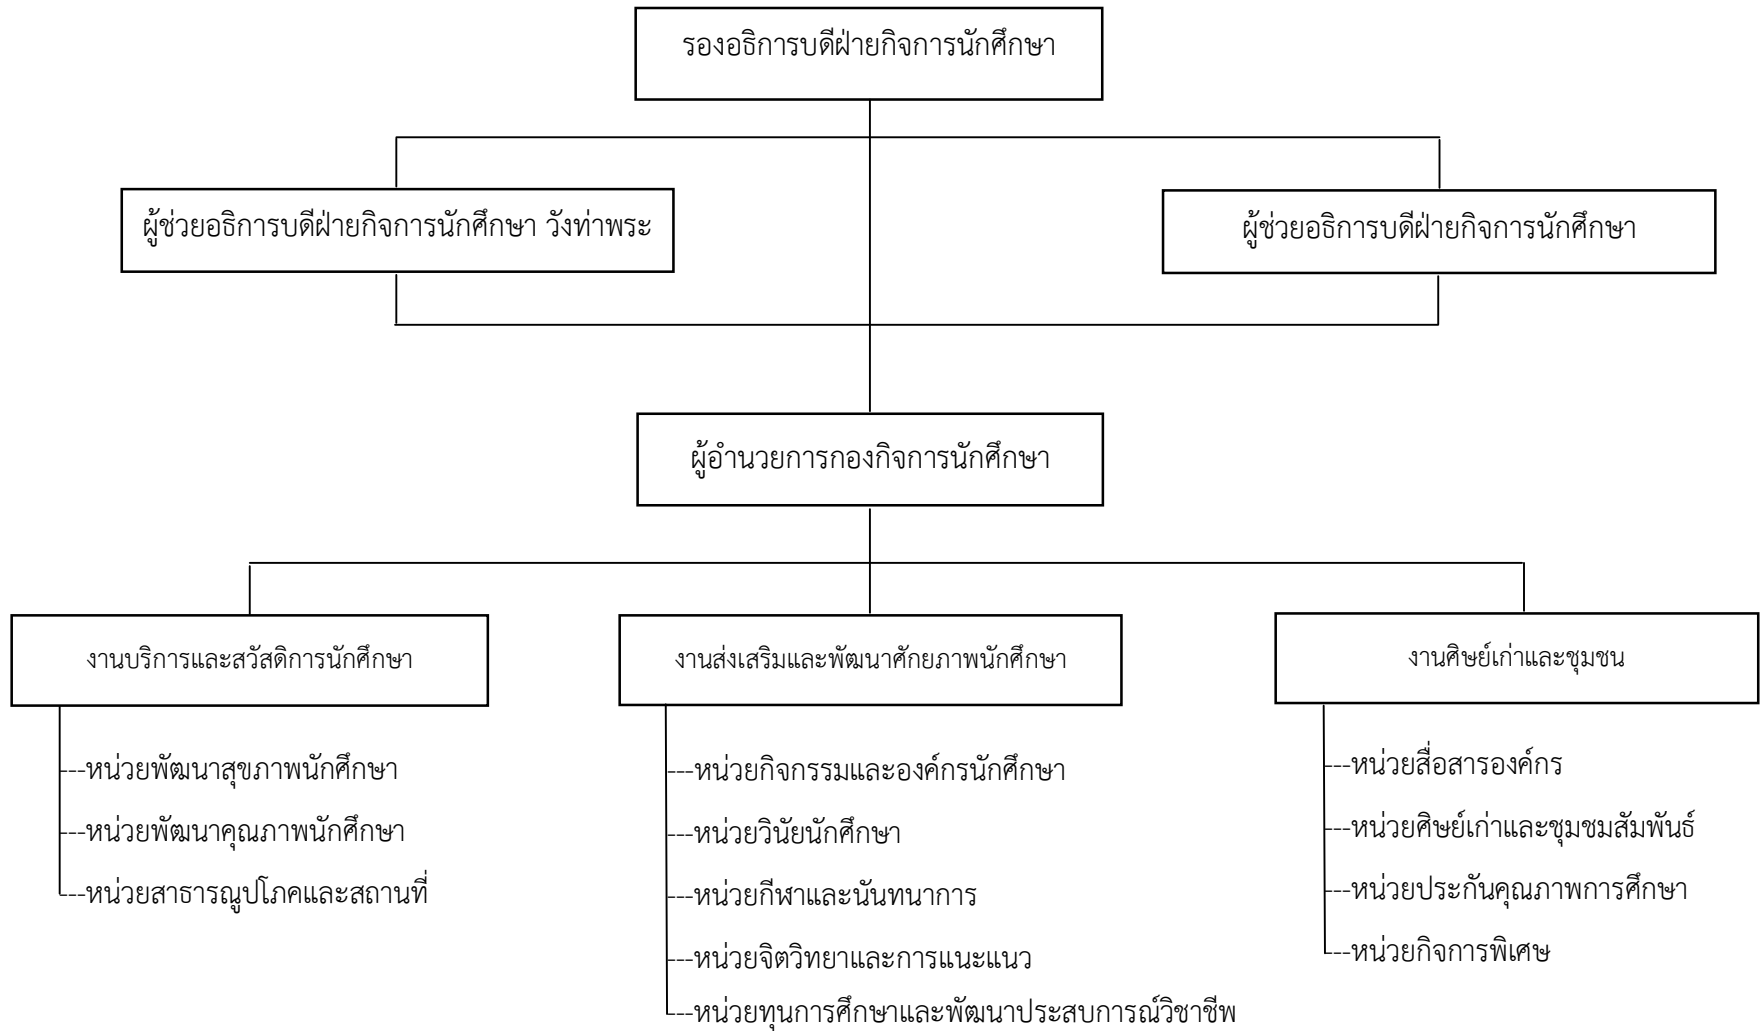 รองอธิการบดีฝ่ายกิจการนักศึกษา
ผู้ช่วยอธิการบดีฝ่ายกิจการนักศึกษา วังท่าพระ
ผู้ช่วยอธิการบดีฝ่ายกิจการนักศึกษา
ผู้อำนวยการกองกิจการนักศึกษา
งานบริการและสวัสดิการนักศึกษา
---หน่วยพัฒนาสุขภาพนักศึกษา
---หน่วยพัฒนาคุณภาพนักศึกษา
---หน่วยสาธารณูปโภคและสถานที่
งานส่งเสริมและพัฒนาศักยภาพนักศึกษา
---หน่วยกิจกรรมและองค์กรนักศึกษา
---หน่วยวินัยนักศึกษา
---หน่วยกีฬาและนันทนาการ
---หน่วยจิตวิทยาและการแนะแนว
---หน่วยทุนการศึกษาและพัฒนาประสบการณ์วิชาชีพ
งานศิษย์เก่าและชุมชน
---หน่วยสื่อสารองค์กร
---หน่วยศิษย์เก่าและชุมชมสัมพันธ์
---หน่วยประกันคุณภาพการศึกษา
---หน่วยกิจการพิเศษ